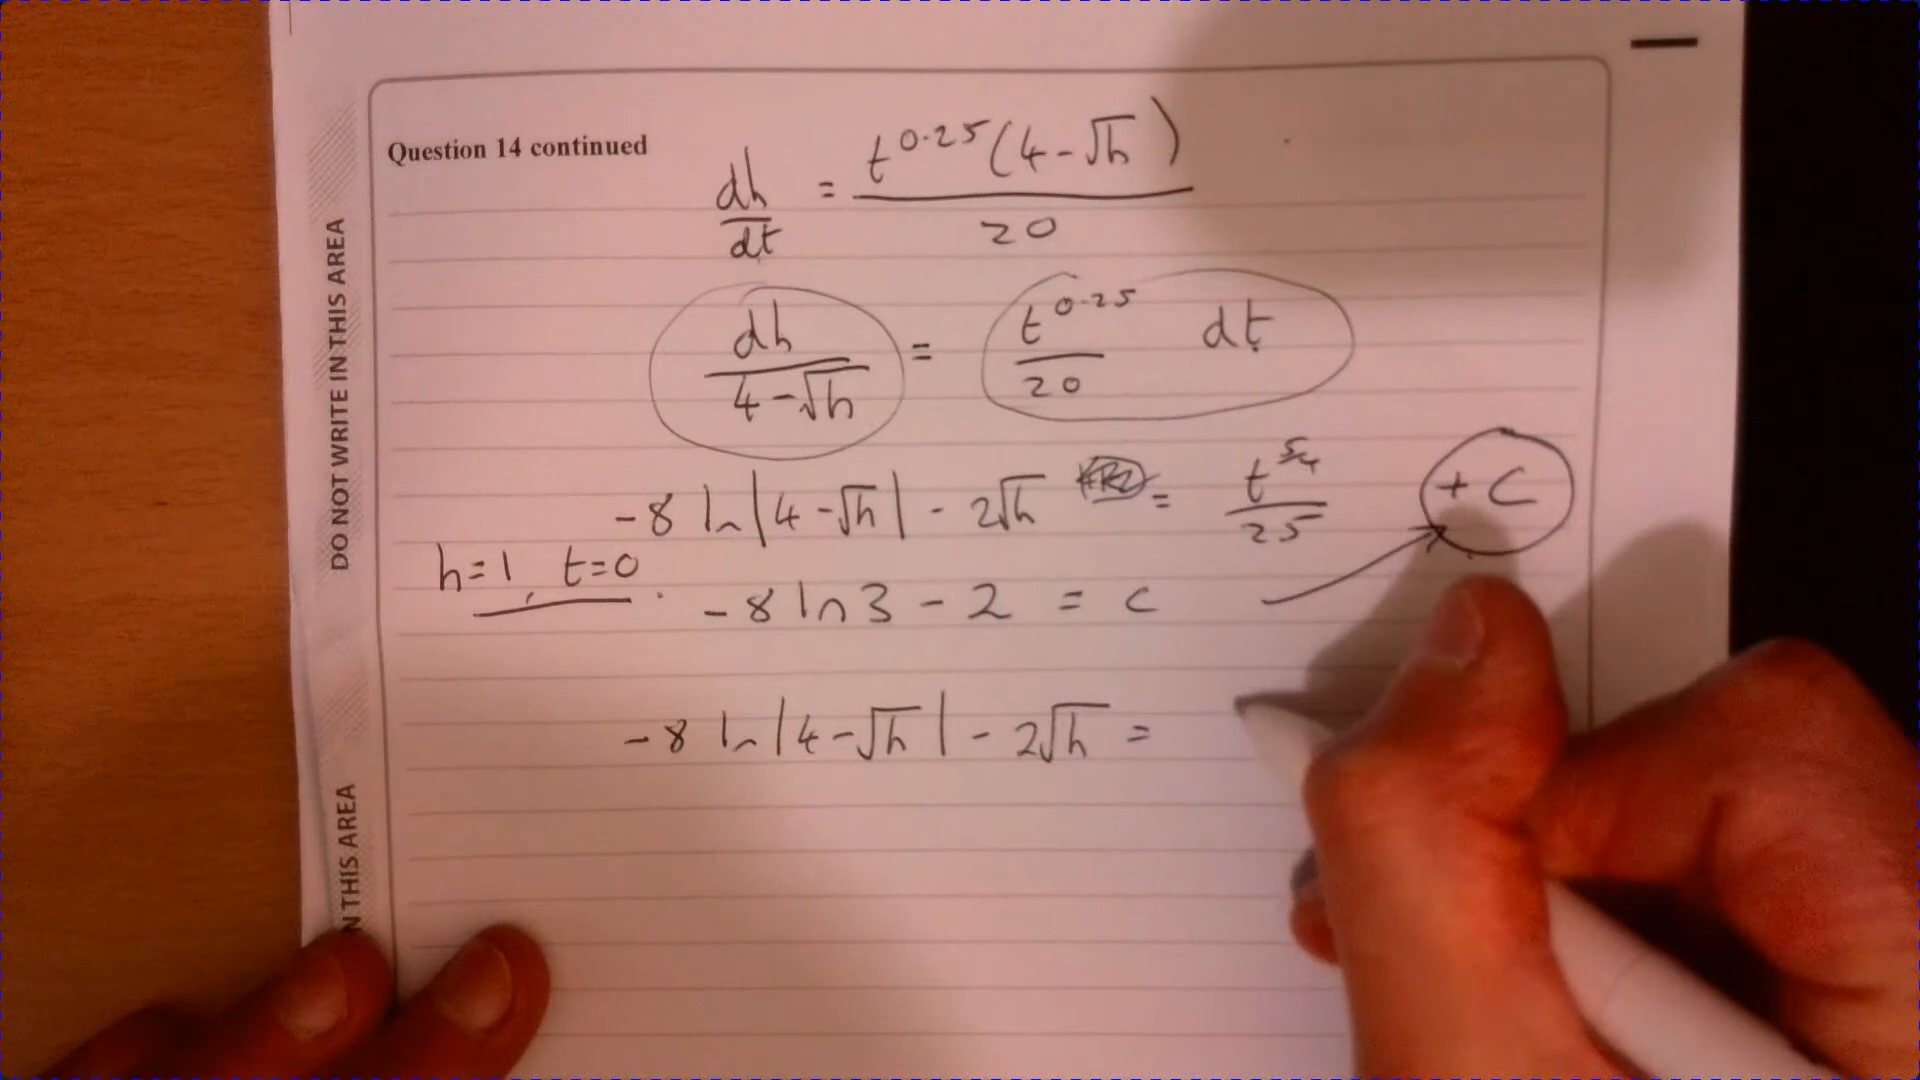 Question 14 continued
dh/dt = t^0.25 (4-√h) / 20
dh / 4-√h = t^0.25 / 20 dt
-8 ln|4-√h| - 2√h = t^5/4 / 25 + C
h=1, t=0
-8 ln3 - 2 = c
-8 ln|4-√h| - 2√h =
DO NOT WRITE IN THIS AREA
N THIS AREA